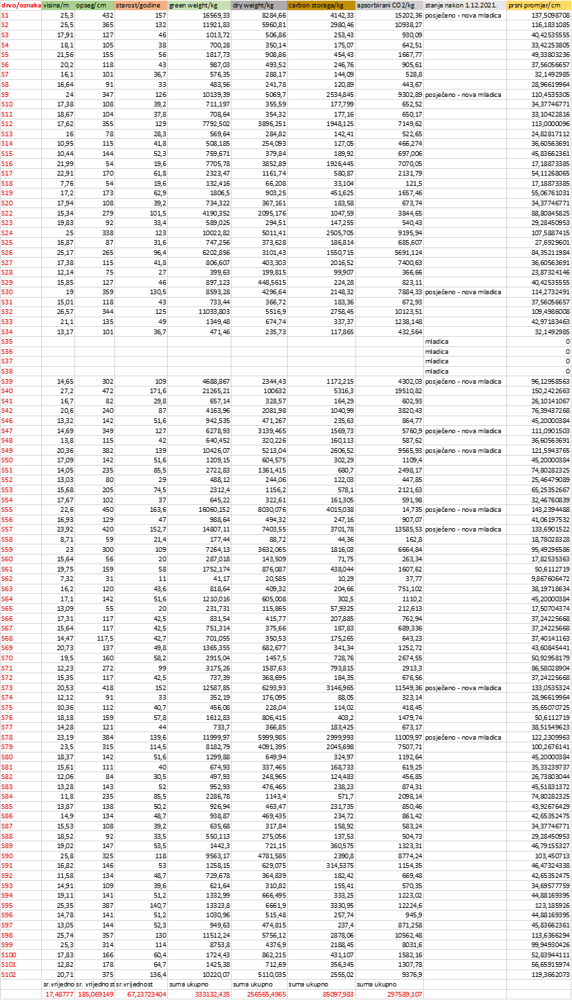 drvo/oznaka visina/m opseg/cm starost/godine green weight/kg dry weight/kg carbon storage/kg apsorbirani CO2/kg stanje nakon 1.12.2021. prsni promjer/cm
S1 25,3 432 157 16569,33 8284,66 4142,33 15202,36 posječeno - nova mladica 137,5098708
S2 25,5 365 132 11921,83 5960,81 2980,46 10938,27 116,1831085
S3 17,91 127 46 1013,72 506,86 253,43 930,09 40,42535555
S4 18,1 105 38 700,28 350,14 175,07 642,51 33,42253805
S5 21,56 155 56 1817,73 908,86 454,43 1667,77 49,33803236
S6 20,2 118 43 987,03 493,52 246,76 905,61 37,56056657
S7 16,1 101 36,7 576,35 288,17 144,09 528,8 32,1492985
S8 16,64 91 33 483,56 241,78 120,89 443,67 28,96619964
S9 24 347 126 10139,39 5069,7 2534,845 9302,89 posječeno - nova mladica 110,4535305
S10 17,38 108 39,2 711,197 355,59 177,799 652,52 34,37746771
S11 18,67 104 37,8 708,64 354,32 177,16 650,17 33,10422816
S12 17,62 355 129 7792,502 3896,251 1948,125 7149,62 113,0000096
S13 16 78 28,3 569,64 284,82 142,41 522,65 24,82817112
S14 10,95 115 41,8 508,185 254,093 127,05 466,274 36,60563691
S15 10,44 144 52,3 759,671 379,84 189,92 697,006 45,83662361
S16 21,99 54 19,6 7705,78 3852,89 1926,445 7070,05 17,18873385
S17 22,91 170 61,8 2323,47 1161,74 580,87 2131,79 54,11268065
S18 7,76 54 19,6 132,416 66,208 33,104 121,5 17,18873385
S19 17,2 173 62,9 1806,5 903,25 451,625 1657,46 55,06761031
S20 17,94 108 39,2 734,322 367,161 183,58 673,74 34,37746771
S22 15,34 279 101,5 4190,352 2095,176 1047,59 3844,65 88,80845825
S23 19,83 92 33,4 589,025 294,51 147,255 540,43 29,28450953
S24 25 338 123 10022,82 5011,41 2505,705 9195,94 107,5887415
S25 16,87 87 31,6 747,256 373,628 186,814 685,607 27,6929601
S26 25,17 265 96,4 6202,856 3101,43 1550,715 5691,124 84,35211984
S27 17,38 115 41,8 806,607 403,303 2016,52 7400,63 36,60563691
S28 12,14 75 27 399,63 199,815 99,907 366,66 23,87324146
S29 15,85 127 46 897,123 448,5615 224,28 823,11 40,42535555
S30 19 359 130,5 8593,28 4296,64 2148,32 7884,33 posječeno - nova mladica 114,2732491
S31 15,01 118 43 733,44 366,72 183,36 672,93 37,56056657
S32 26,57 344 125 11033,803 5516,9 2758,45 10123,51 109,4986008
S33 21,1 135 49 1349,48 674,74 337,37 1238,148 42,97183463
S34 13,17 101 36,7 471,46 235,73 117,865 432,564 32,1492985
S35 mladica 0
S36 mladica 0
S37 mladica 0
S38 mladica 0
S39 14,65 302 109 4688,867 2344,43 1172,215 4302,03 posječeno - nova mladica 96,12958563
S40 27,2 472 171,6 21265,21 100632 5316,3 19510,82 150,2422663
S41 16,7 82 29,8 657,14 328,57 164,29 602,93 26,10141067
S42 20,6 240 87 4163,96 2081,98 1040,99 3820,43 76,39437268
S46 13,32 142 51,6 942,535 471,267 235,63 864,77 45,20000384
S47 14,69 349 127 6278,93 3139,465 1569,73 5760,9 posječeno - nova mladica 111,0901503
S48 13,8 115 42 640,452 320,226 160,113 587,62 36,60563691
S49 20,36 382 139 10426,07 5213,04 2606,52 9565,93 posječeno - nova mladica 121,5943765
S50 17,09 142 51,6 1209,15 604,575 302,29 1109,4 45,20000384
S51 14,05 235 85,5 2722,83 1361,415 680,7 2498,17 74,80282325
S52 13,03 80 29 488,12 244,06 122,03 447,85 25,46479089
S53 15,68 205 74,5 2312,4 1156,2 578,1 2121,63 65,25352667
S54 17,67 102 37 645,22 322,61 161,305 591,98 32,46760839
S55 22,6 450 163,6 16060,152 8030,076 4015,038 14,735 posječeno - nova mladica 143,2394488
S56 16,93 129 47 988,64 494,32 247,16 907,07 41,06197532
S57 23,92 420 152,7 14807,11 7403,55 3701,78 13585,53 posječeno - nova mladica 133,6901522
S58 8,71 59 21,4 177,44 88,72 44,36 162,8 18,78028328
S59 23 300 109 7264,13 3632,065 1816,03 6664,84 95,49296586
S60 15,64 56 20 287,018 143,509 71,75 263,34 17,82535363
S61 19,75 159 58 1752,174 876,087 438,044 1607,62 50,6112719
S62 7,32 31 11 41,17 20,585 10,29 37,77 9,867606472
S63 16,2 120 43,6 818,64 409,32 204,66 751,102 38,19718634
S64 17,1 142 51,6 1210,016 605,008 302,5 1110,2 45,20000384
S65 13,09 55 20 231,731 115,865 57,9325 212,613 17,50704374
S66 17,31 117 42,5 831,54 415,77 207,885 762,94 37,24225668
S67 15,64 117 42,5 751,314 375,66 187,83 689,336 37,24225668
S68 14,47 117,5 42,7 701,055 350,53 175,265 643,23 37,40141163
S69 20,73 137 49,8 1365,355 682,677 341,34 1252,72 43,60845441
S70 19,5 160 58,2 2915,04 1457,5 728,76 2674,55 50,92958179
S71 12,23 272 99 3175,26 1587,63 793,815 2913,3 86,58028904
S72 15,35 117 42,5 737,39 368,695 184,35 676,56 37,24225668
S73 20,53 418 152 12587,85 6293,93 3146,965 11549,36 posječeno - nova mladica 133,0535324
S74 12,12 91 33 352,19 176,095 88,05 323,14 28,96619964
S75 10,36 112 40,7 456,08 228,04 114,02 418,45 35,65070725
S76 18,18 159 57,8 1612,83 806,415 403,2 1479,74 50,6112719
S77 14,28 121 44 733,7 366,85 183,425 673,17 38,51549623
S78 23,19 384 139,6 11999,97 5999,985 2999,993 11009,97 posječeno - nova mladica 122,2309963
S79 23,5 315 114,5 8182,79 4091,395 2045,698 7507,71 100,2676141
S80 18,37 142 51,6 1299,88 649,94 324,97 1192,64 45,20000384
S81 15,61 111 40 674,93 337,465 168,733 619,25 35,33239737
S82 12,06 84 30,5 497,93 248,965 124,483 456,85 26,73803044
S83 13,28 143 52 952,93 476,465 238,23 874,31 45,51831372
S84 11,8 235 85,5 2286,78 1143,4 571,7 2098,14 74,80282325
S85 13,87 138 50,2 926,94 463,47 231,735 850,46 43,92676429
S86 14,9 134 48,7 938,87 469,435 234,72 861,42 42,65352475
S87 15,53 108 39,2 635,68 317,84 158,92 583,24 34,37746771
S88 18,52 92 33,5 550,113 275,056 137,53 504,73 29,28450953
S89 19,02 147 53,5 1442,3 721,15 360,575 1323,31 46,79155327
S90 25,8 325 118 9563,17 4781,585 2390,8 8774,24 103,450713
S91 16,82 146 53 1258,15 629,075 314,5375 1154,35 46,47324338
S92 11,58 134 48,7 729,678 364,839 182,42 669,48 42,65352475
S93 14,91 109 39,6 621,64 310,82 155,41 570,35 34,69577759
S94 19,11 141 51,2 1332,99 666,495 333,25 1223,02 44,88169395
S95 25,35 387 140,7 13323,8 6661,9 3330,95 12224,6 123,185926
S96 14,78 141 51,2 1030,96 515,48 257,74 945,9 44,88169395
S97 13,05 144 52,3 949,63 474,815 237,4 871,258 45,83662361
S98 25,74 357 130 11512,24 5756,12 2878,06 10562,48 113,6366294
S99 25,3 314 114 8753,8 4376,9 2188,45 8031,6 99,94930426
S100 17,83 166 60,4 1724,43 862,215 431,107 1582,16 52,83944111
S101 12,82 178 64,7 1425,38 712,69 356,345 1307,78 56,65915974
S102 20,71 375 136,4 10220,07 5110,035 2555,02 9376,9 119,3662073
sr.vrijedno sr. vrijednost sr.vrijednost suma ukupno suma ukupno suma ukupno suma ukupno
17,48777 185,069149 67,23723404 333132,435 256565,4965 85097,983 297589,107